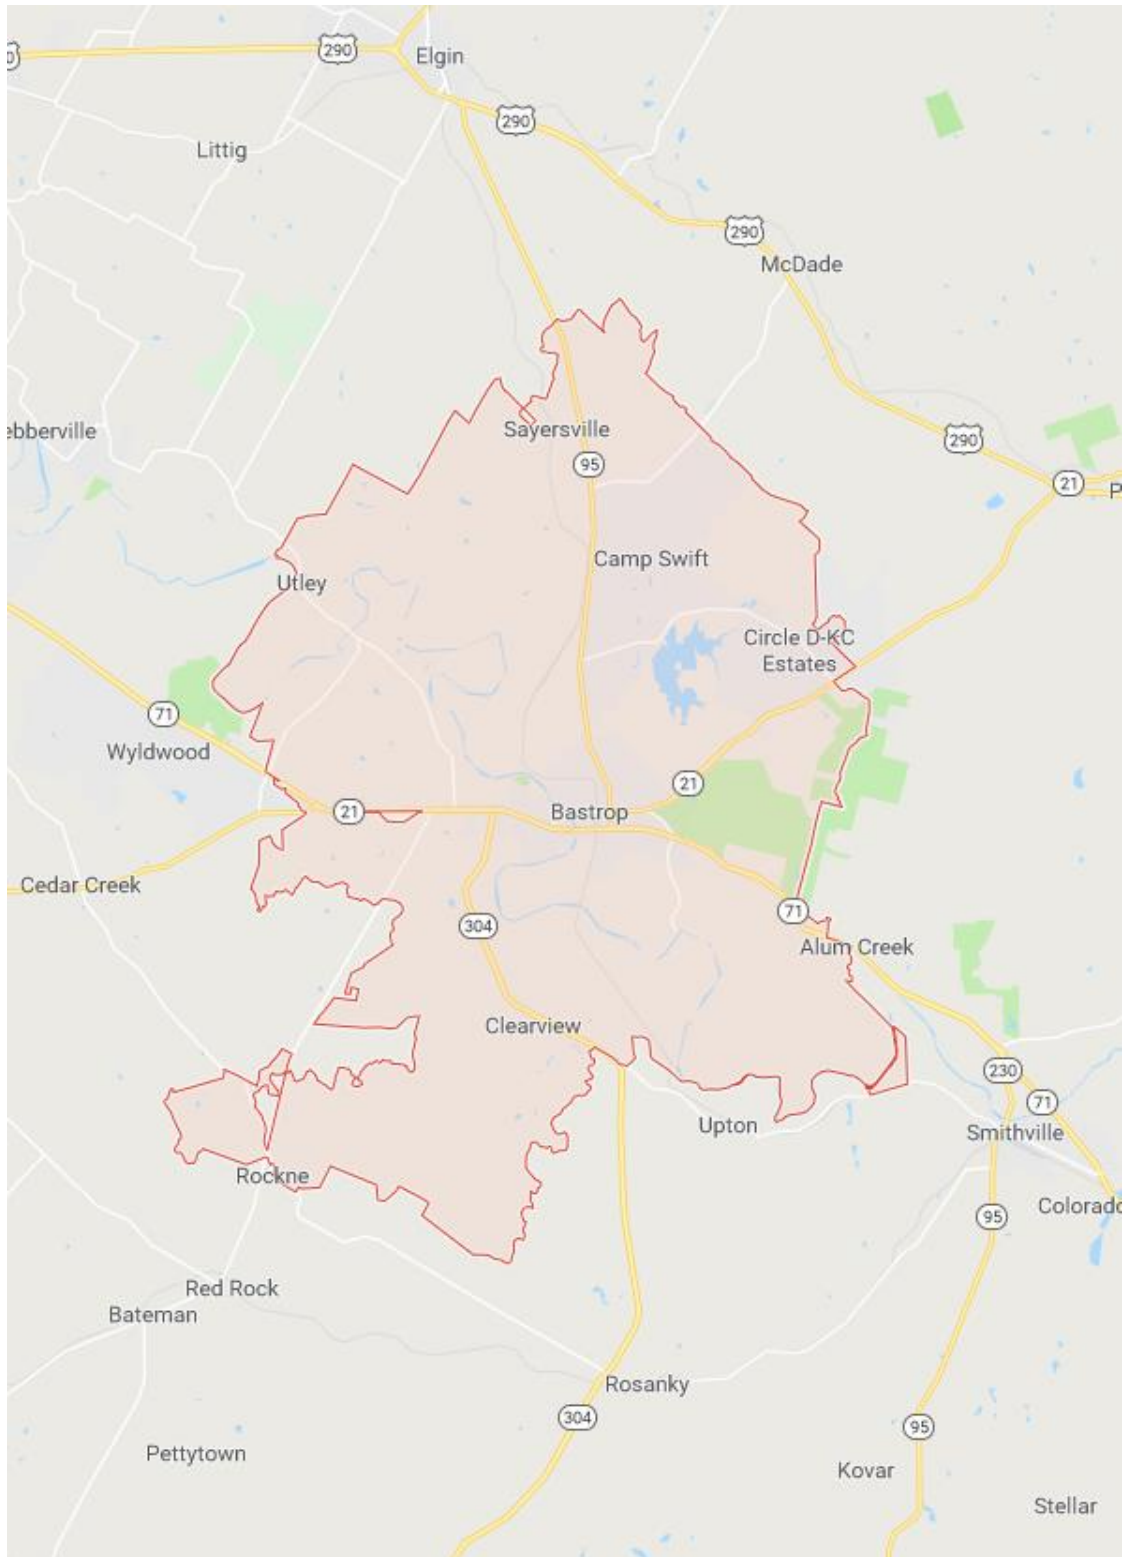 290
Elgin
290
Littig
290
McDade
ebberville
Sayersville
290
95
21
P
Camp Swift
Utley
Circle D-KC
Estates
71
Wyldwood
21
21
Bastrop
Cedar Creek
71
304
Alum Creek
Clearview
230
71
Upton
Smithville
Rockne
95
Colorado
Red Rock
Bateman
Rosanky
304
95
Pettytown
Kovar
Stellar